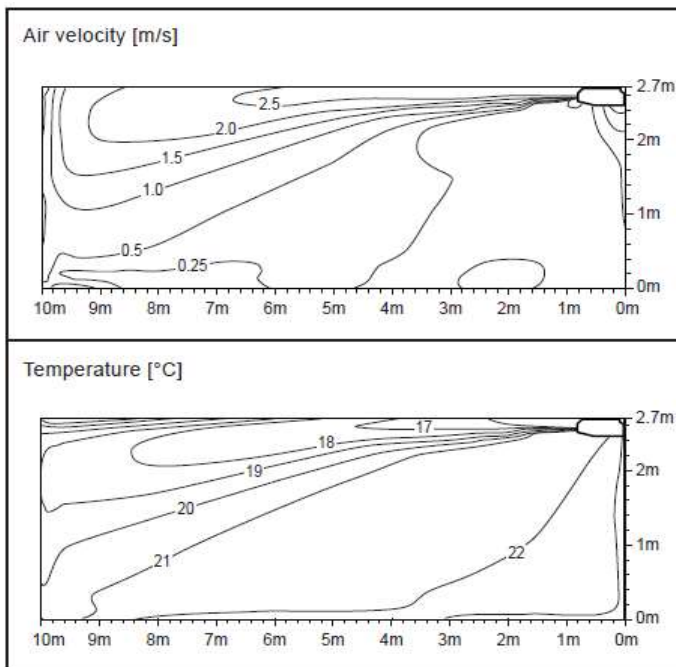 Air velocity [m/s]
2.7m
2.5
2.0
2m
1.5
1.0
1m
0.5
0.25
0m
10m 9m 8m 7m 6m 5m 4m 3m 2m 1m 0m
Temperature [°C]
2.7m
17
18
19
2m
20
1m
21
22
0m
10m 9m 8m 7m 6m 5m 4m 3m 2m 1m 0m